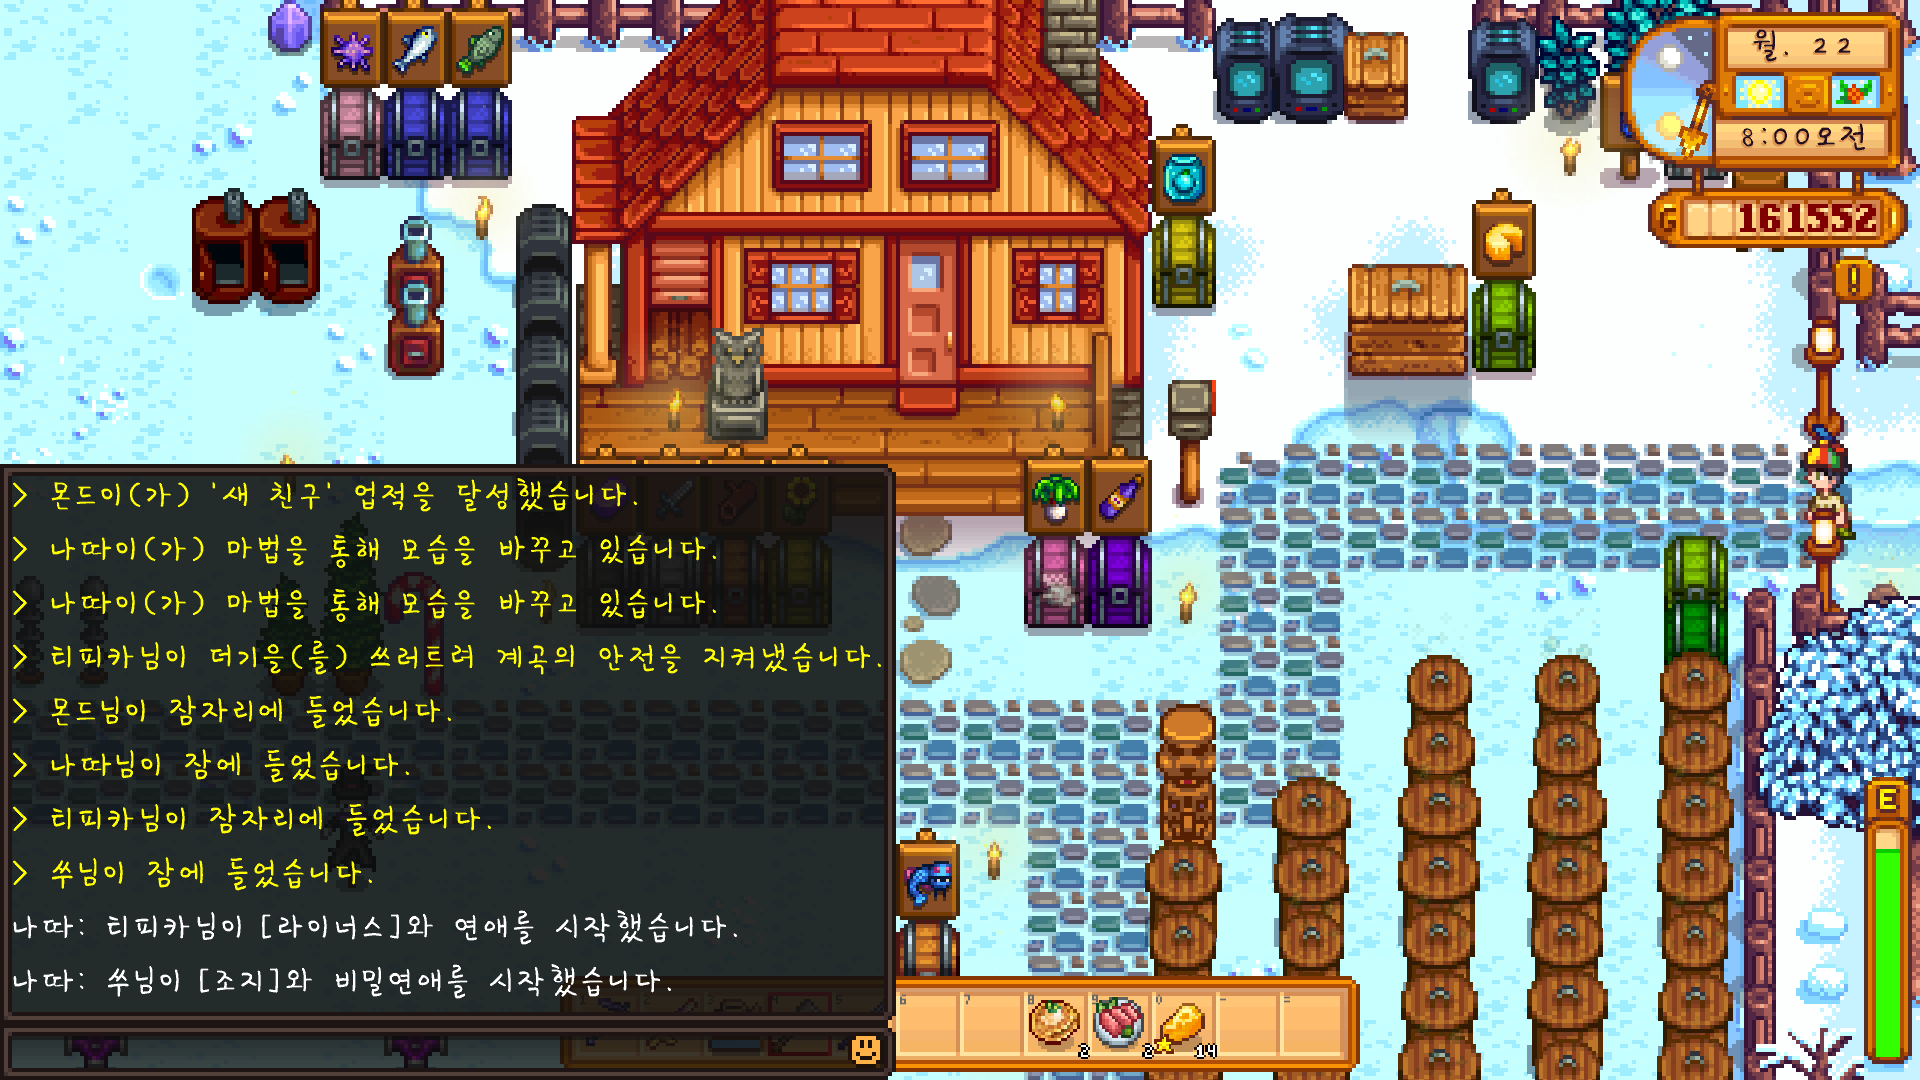 월. 22
8:00오전
161552
> 몬드이(가) '새 친구' 업적을 달성했습니다.
> 나따이(가) 마법을 통해 모습을 바꾸고 있습니다.
> 나따이(가) 마법을 통해 모습을 바꾸고 있습니다.
> 티피카님이 더기을(를) 쓰러트려 계곡의 안전을 지켜냈습니다.
> 몬드님이 잠자리에 들었습니다.
> 나따님이 잠에 들었습니다.
> 티피카님이 잠자리에 들었습니다.
> 쑤님이 잠에 들었습니다.
나따: 티피카님이 [라이너스]와 연애를 시작했습니다.
나따: 쑤님이 [조지]와 비밀연애를 시작했습니다.
E
6 7 8 9 0 - =
2 2 14